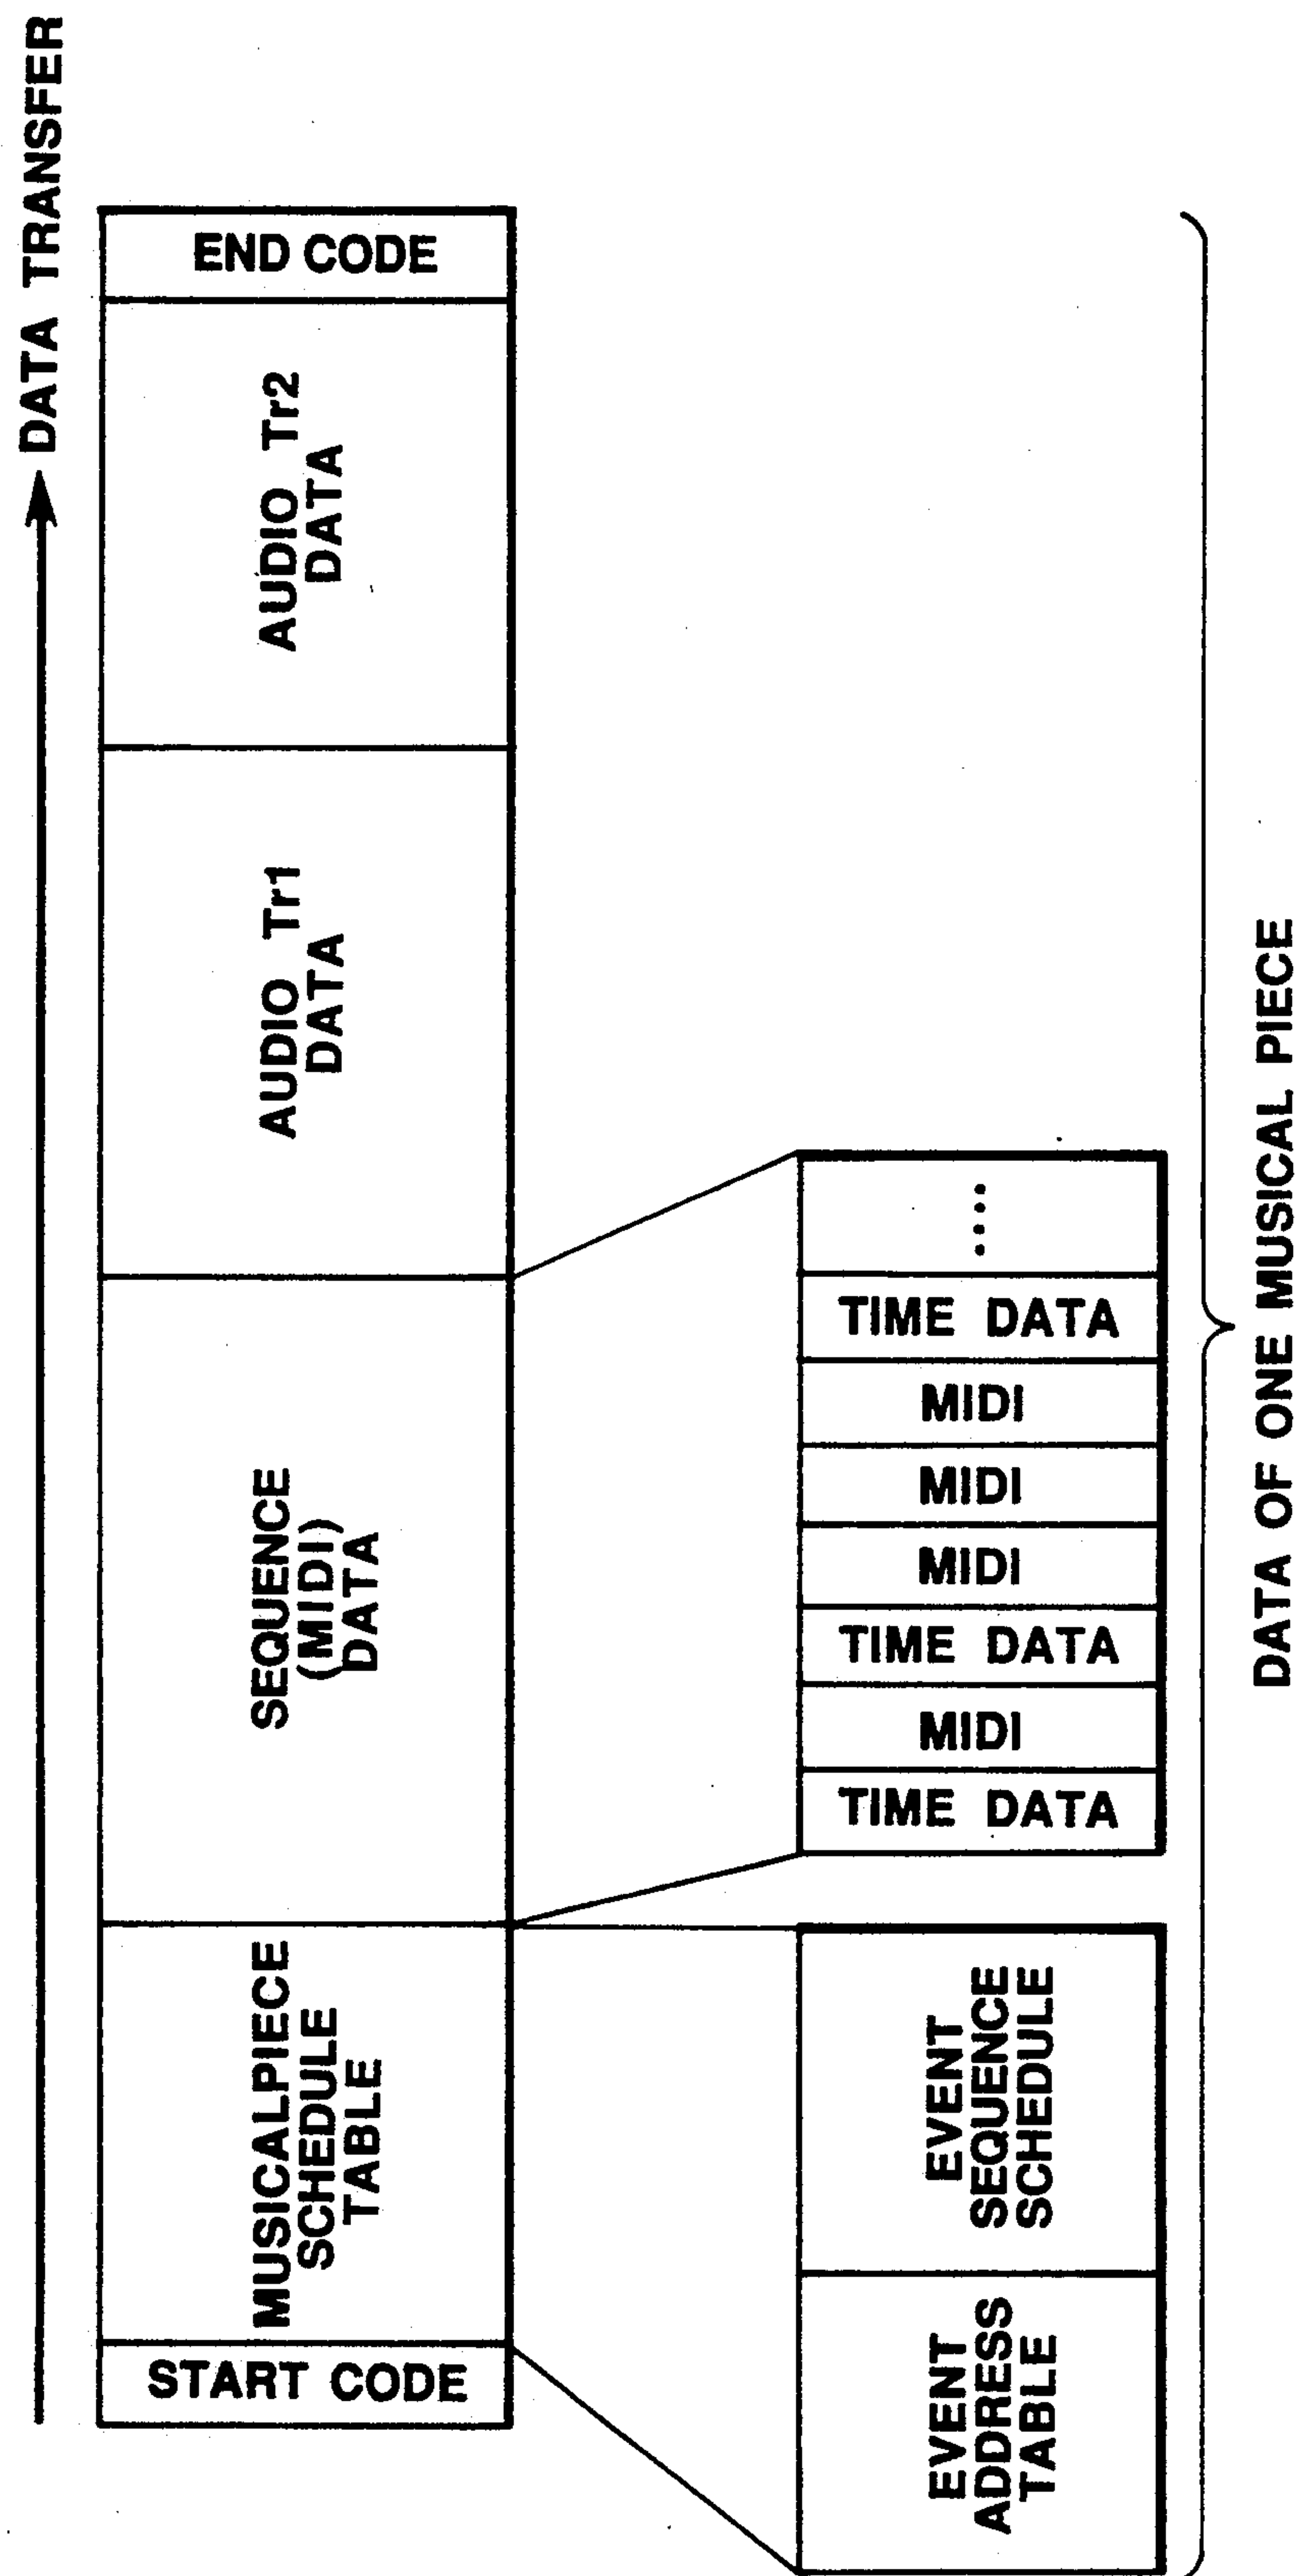 DATA TRANSFER
START CODE
MUSICALPIECE
SCHEDULE
TABLE
SEQUENCE
(MIDI)
DATA
AUDIO Tr1
DATA
AUDIO Tr2
DATA
END CODE
EVENT
ADDRESS
TABLE
EVENT
SEQUENCE
SCHEDULE
TIME DATA
MIDI
TIME DATA
MIDI
MIDI
MIDI
TIME DATA
....
DATA OF ONE MUSICAL PIECE